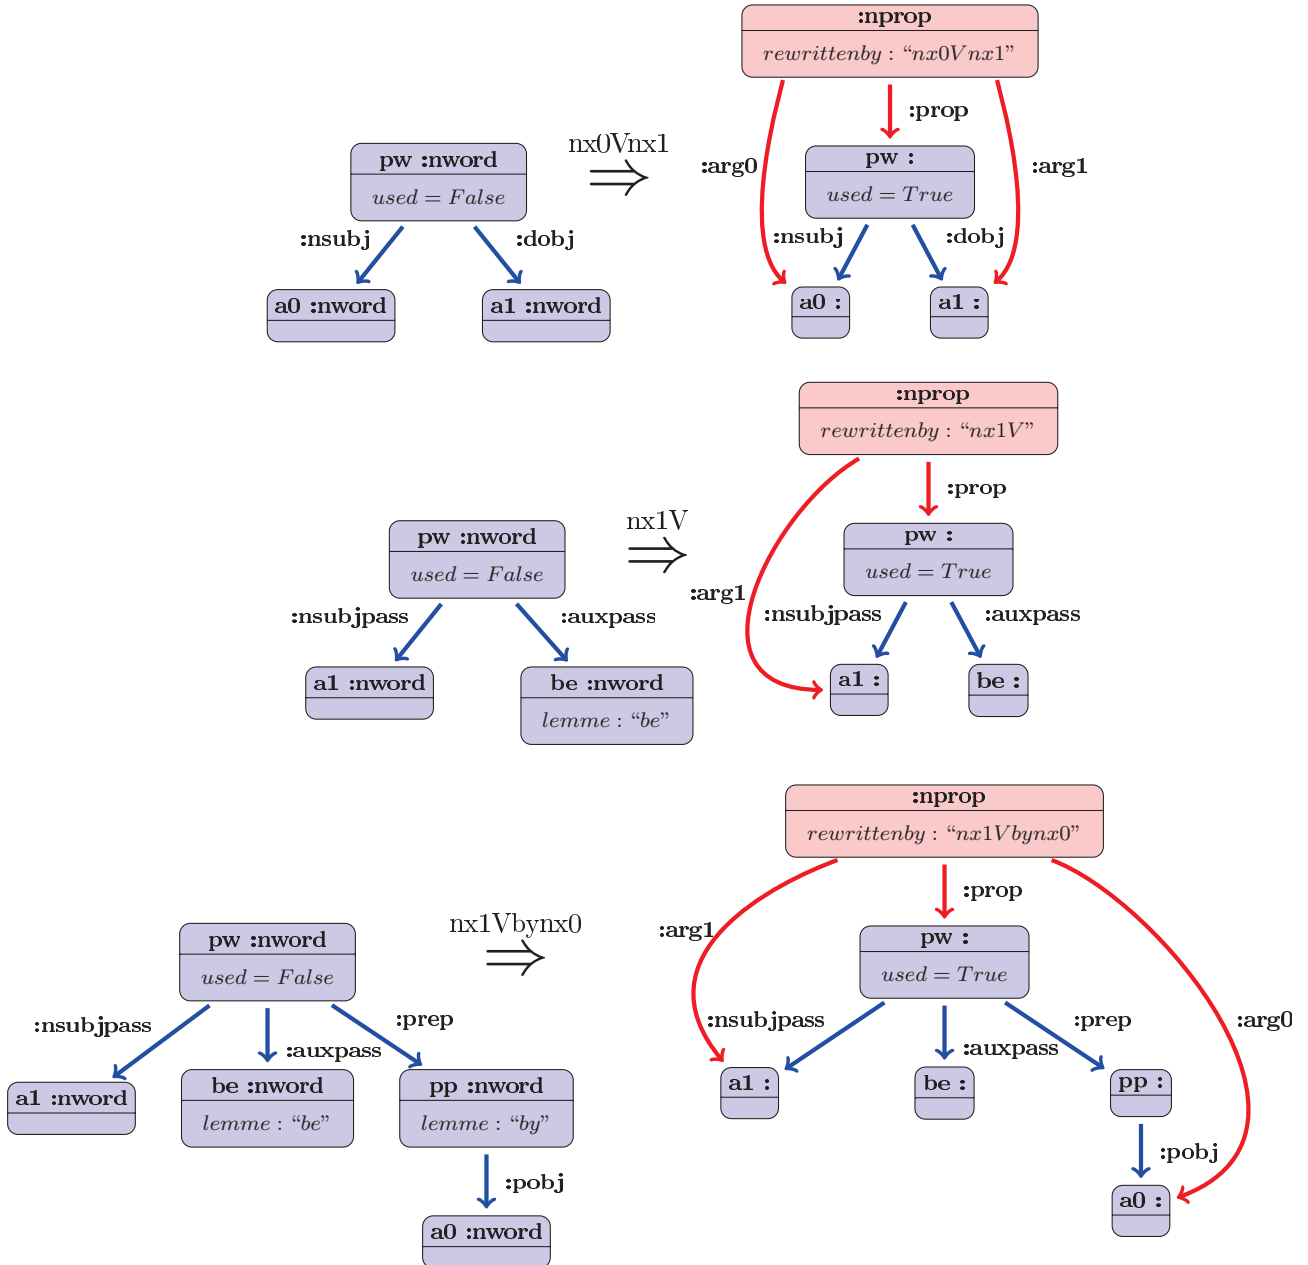 :nprop
rewrittenby : “nx0Vnx1”
nx0Vnx1
:prop
pw :nword
pw :
:arg0
:arg1
used = False
used = True
:nsubj
:dobj
:nsubj
:dobj
a0 :nword
a1 :nword
a0 :
a1 :
:nprop
rewrittenby : “nx1V”
:prop
nx1V
pw :nword
pw :
used = False
used = True
:arg1
:nsubjpass
:auxpass
:nsubjpass
:auxpass
a1 :nword
be :nword
a1 :
be :
lemme : “be”
:nprop
rewrittenby : “nx1Vbynx0”
:prop
nx1Vbynx0
:arg1
pw :nword
pw :
used = False
used = True
:nsubjpass
:prep
:nsubjpass
:prep
:arg0
:auxpass
:auxpass
a1 :nword
be :nword
pp :nword
a1 :
be :
pp :
lemme : “be”
lemme : “by”
:pobj
:pobj
a0 :nword
a0 :